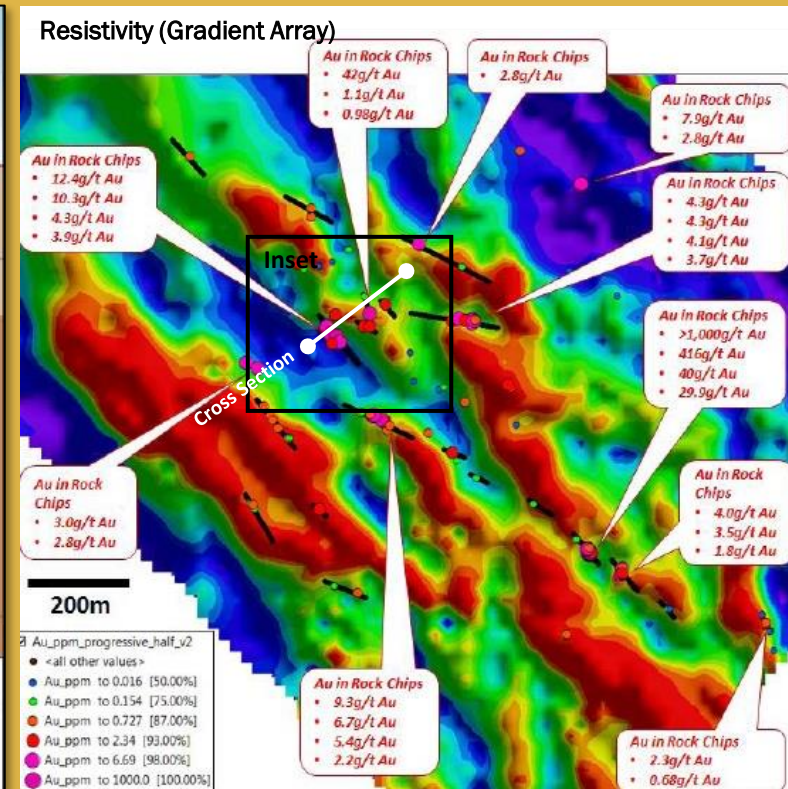 Resistivity (Gradient Array)
Au in Rock Chips
• 42g/t Au
• 1.1g/t Au
• 0.98g/t Au
Au in Rock Chips
• 2.8g/t Au
Au in Rock Chips
• 7.9g/t Au
• 2.8g/t Au
Au in Rock Chips
• 12.4g/t Au
• 10.3g/t Au
• 4.3g/t Au
• 3.9g/t Au
Au in Rock Chips
• 4.3g/t Au
• 4.3g/t Au
• 4.1g/t Au
• 3.7g/t Au
Inset
Cross Section
Au in Rock Chips
• >1,000g/t Au
• 416g/t Au
• 40g/t Au
• 29.9g/t Au
Au in Rock
Chips
• 3.0g/t Au
• 2.8g/t Au
Au in Rock
Chips
• 4.0g/t Au
• 3.5g/t Au
• 1.8g/t Au
200m
Au_ppm_progressive_half_v2
<all other values>
Au_ppm to 0.016 [50.00%]
Au_ppm to 0.154 [75.00%]
Au_ppm to 0.727 [87.00%]
Au_ppm to 2.34 [93.00%]
Au_ppm to 6.69 [98.00%]
Au_ppm to 1000.0 [100.00%]
Au in Rock Chips
• 9.3g/t Au
• 6.7g/t Au
• 5.4g/t Au
• 2.2g/t Au
Au in Rock Chips
• 2.3g/t Au
• 0.68g/t Au